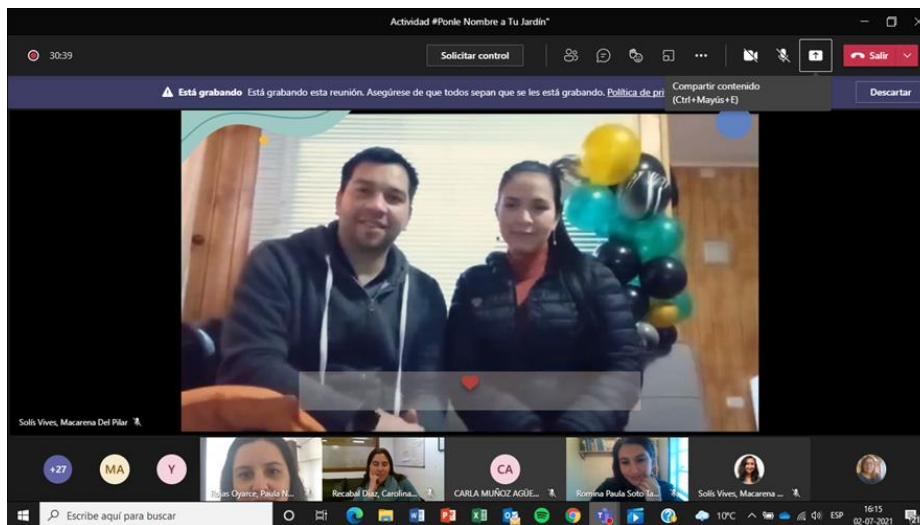 Actividad #Ponle Nombre a Tu Jardín"
30:39
Solicitar control
Salir
Está grabando Está grabando esta reunión. Asegúrese de que todos sepan que se les está grabando. Política de pri
Descartar
Compartir contenido
(Ctrl+Mayús+E)
Solís Vives, Macarena Del Pilar
+27
MA
Y
CA
Rojas Oyarce, Paula N...
Recabal Díaz, Carolina...
CARLA MUÑOZ AGÜE...
Romina Paula Soto
Solís Vives, Macarena ...
Escribe aquí para buscar
10°C
ESP
16:15
02-07-2021